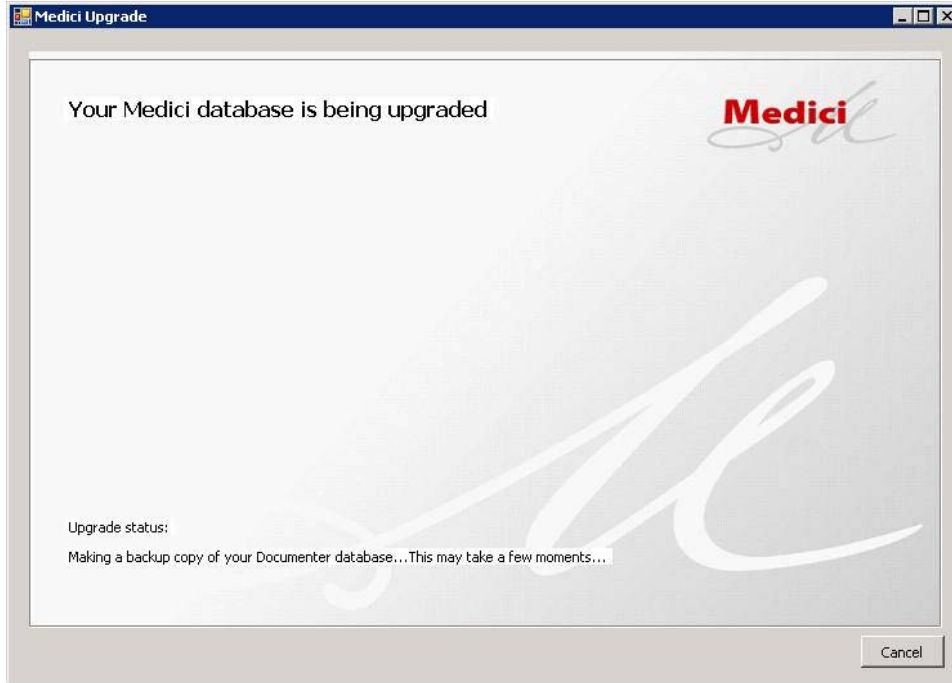 Medici Upgrade
Your Medici database is being upgraded
Medici
Upgrade status:
Making a backup copy of your Documenter database...This may take a few moments...
Cancel